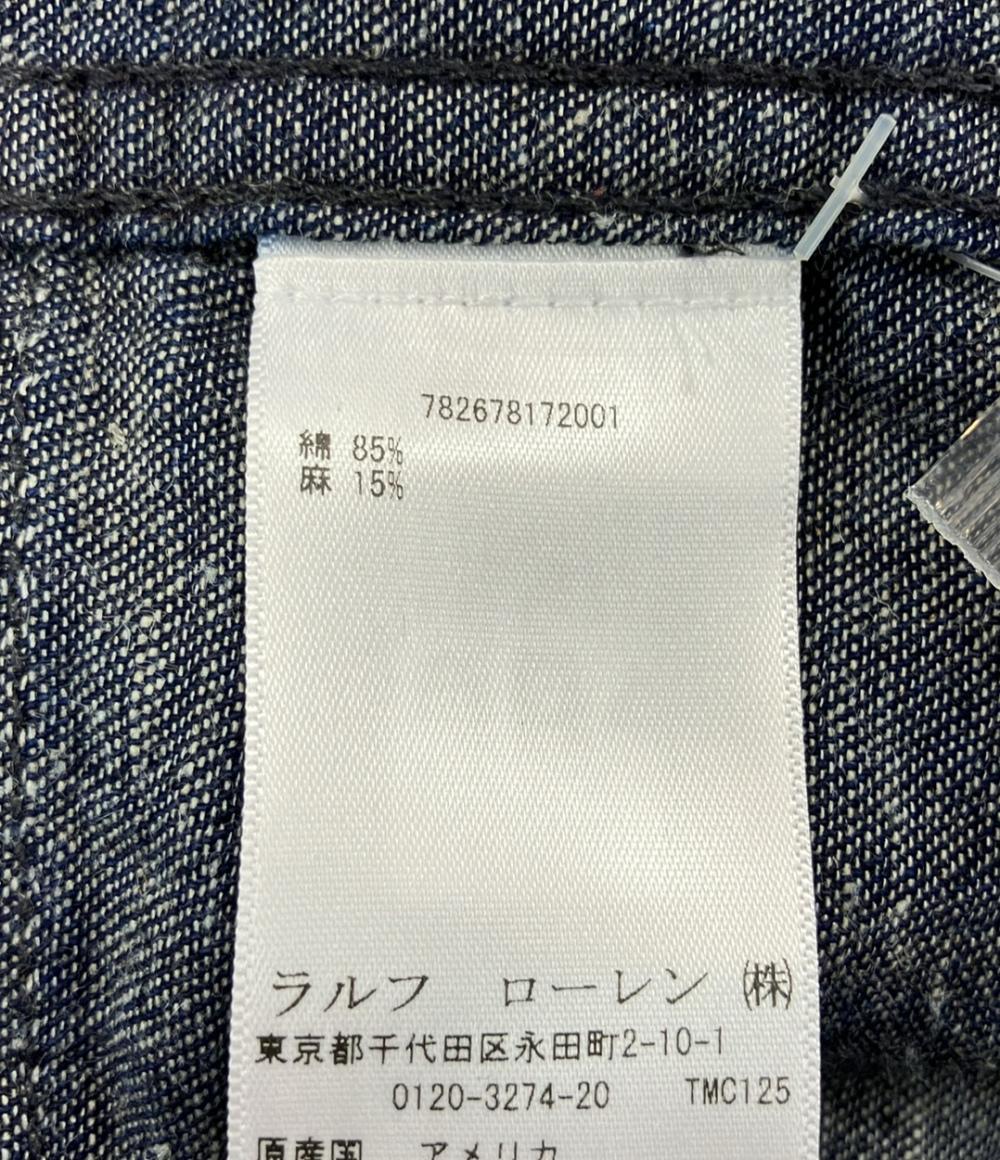 782678172001
綿 85%
麻 15%
ラルフ ローレン ㈱
東京都千代田区永田町2-10-1
0120-3274-20 TMC125
原産国 アメリカ